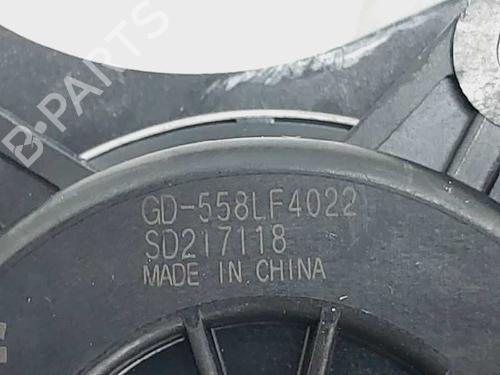 B-PARTS
GD-558LF4022
SD217118
MADE IN CHINA